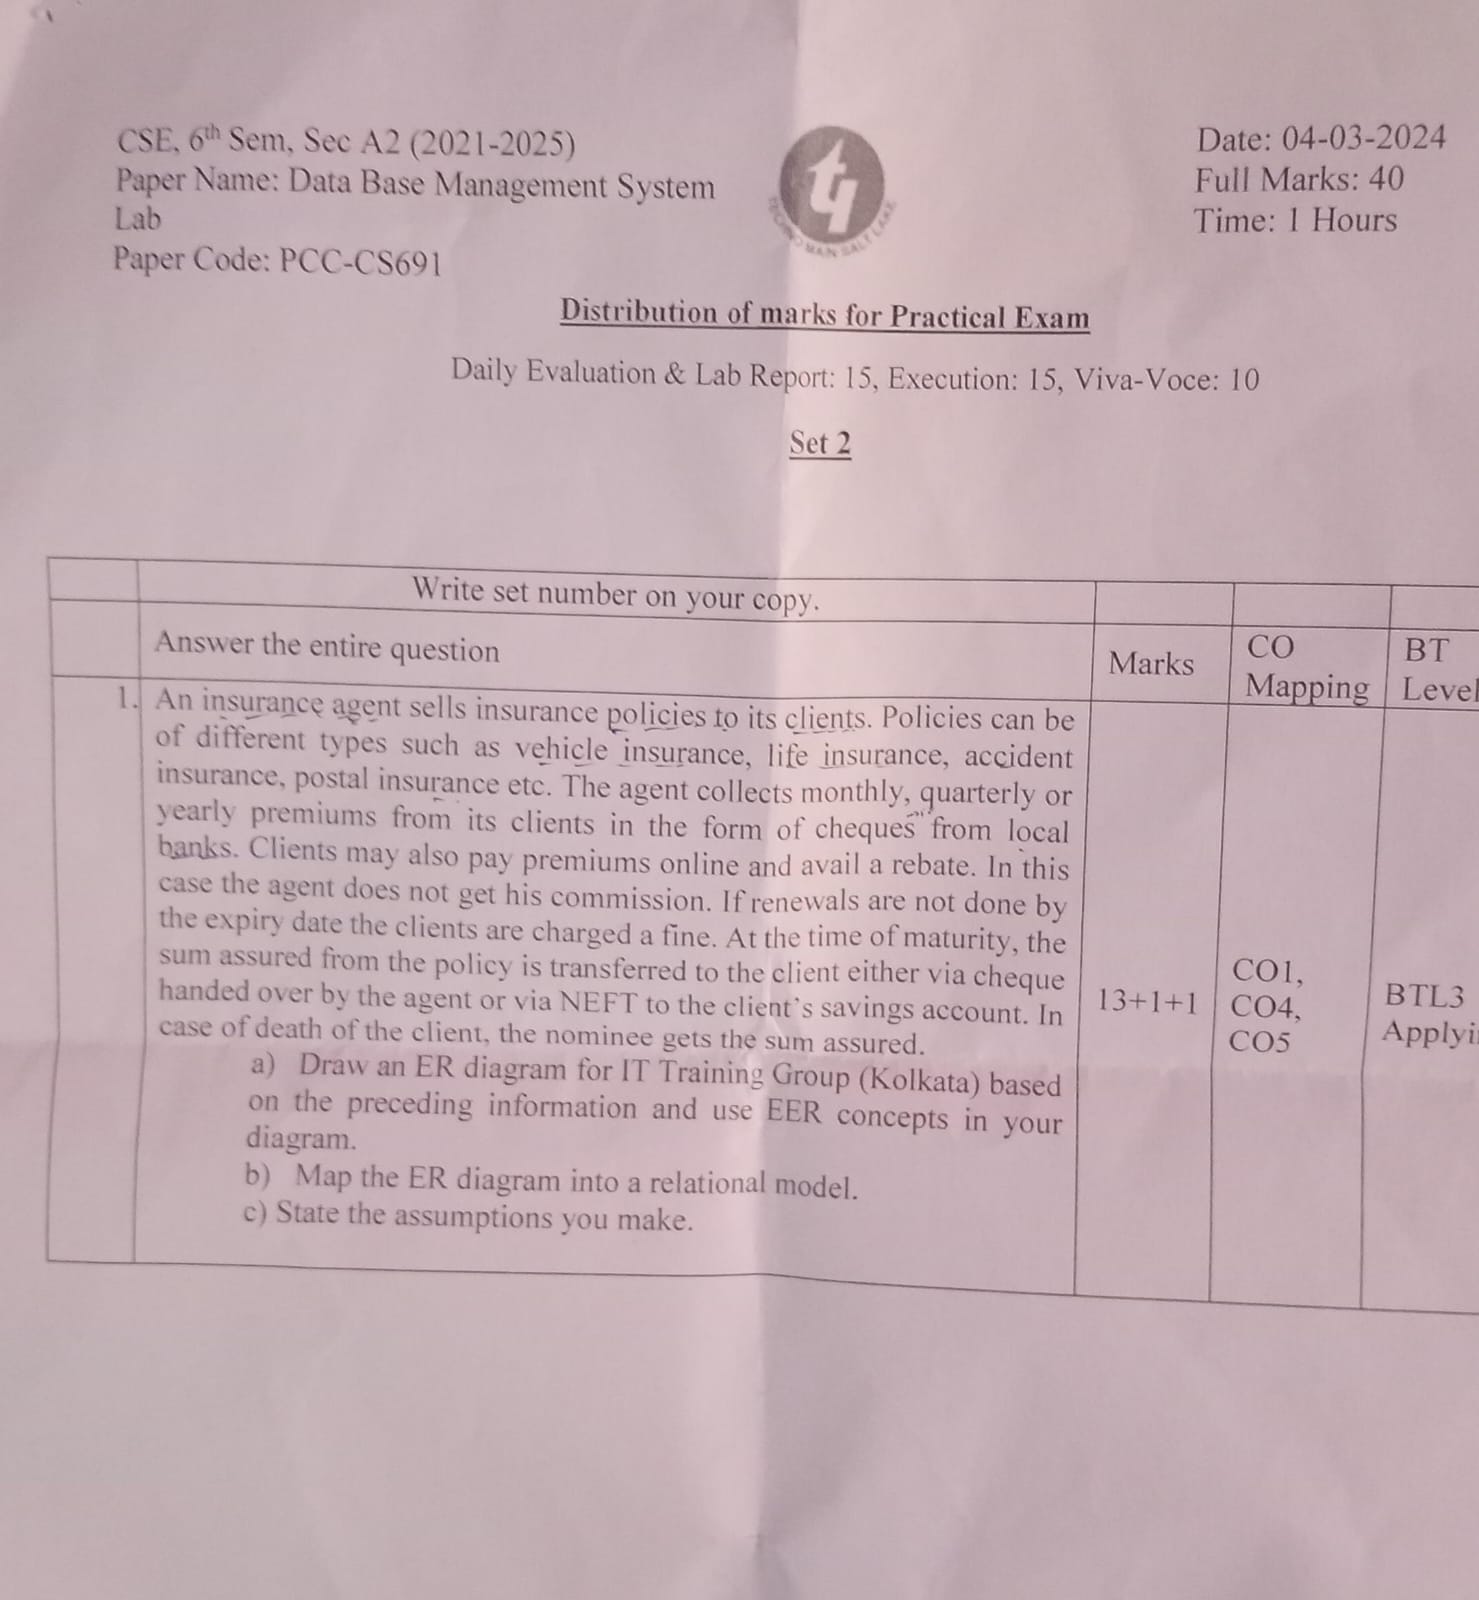 CSE, 6th Sem, Sec A2 (2021-2025)
Paper Name: Data Base Management System
Lab
Paper Code: PCC-CS691
TECHNO MAIN SALT LAKE
Date: 04-03-2024
Full Marks: 40
Time: 1 Hours
Distribution of marks for Practical Exam
Daily Evaluation & Lab Report: 15, Execution: 15, Viva-Voce: 10
Set 2
Write set number on your copy.
Answer the entire question
Marks
CO
Mapping
BT
Level
1. An insurance agent sells insurance policies to its clients. Policies can be
of different types such as vehicle insurance, life insurance, accident
insurance, postal insurance etc. The agent collects monthly, quarterly or
yearly premiums from its clients in the form of cheques from local
banks. Clients may also pay premiums online and avail a rebate. In this
case the agent does not get his commission. If renewals are not done by
the expiry date the clients are charged a fine. At the time of maturity, the
sum assured from the policy is transferred to the client either via cheque
handed over by the agent or via NEFT to the client's savings account. In
case of death of the client, the nominee gets the sum assured.
a) Draw an ER diagram for IT Training Group (Kolkata) based
on the preceding information and use EER concepts in your
diagram.
b) Map the ER diagram into a relational model.
c) State the assumptions you make.
13+1+1
CO1,
CO4,
CO5
BTL3